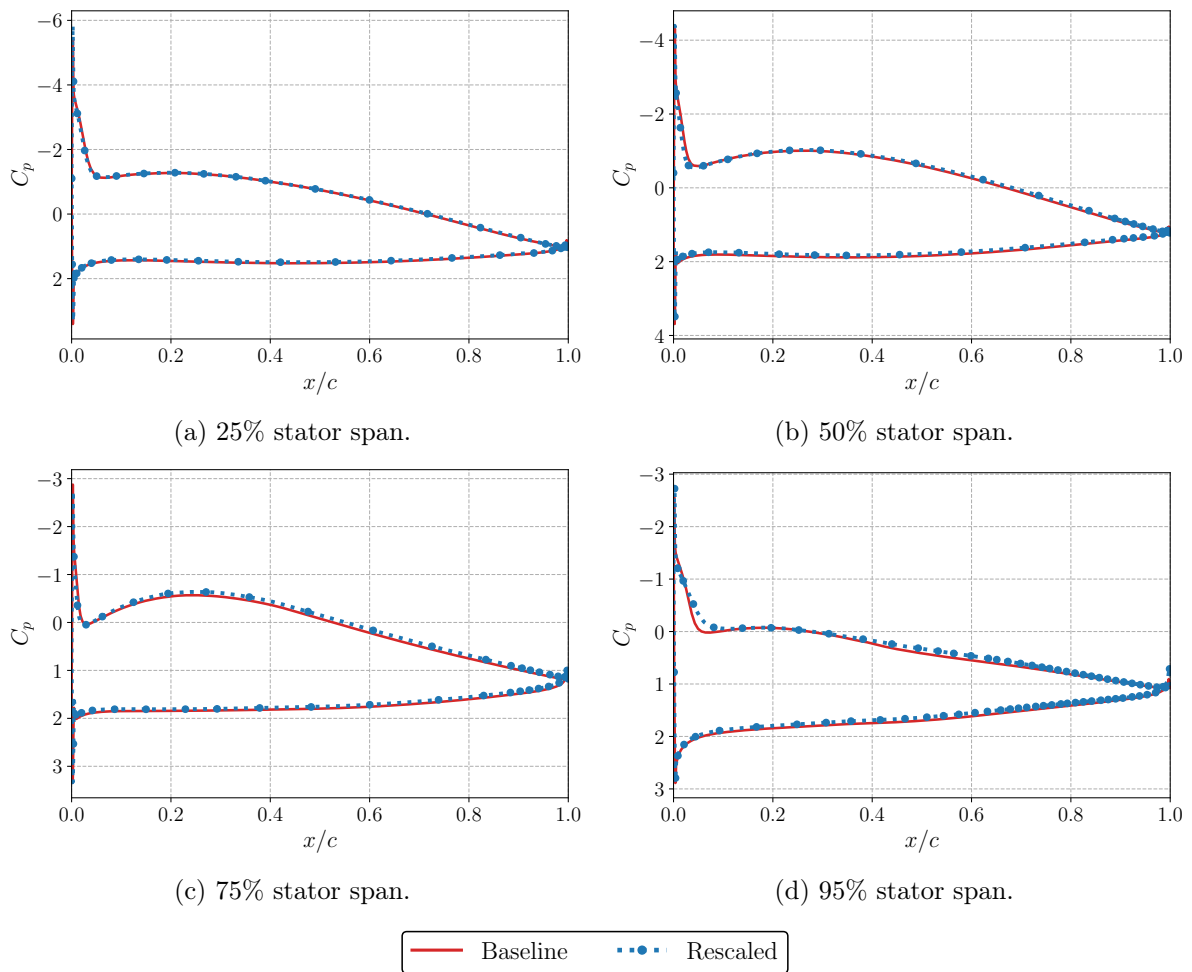 −6
−4
−2
0
2
C_p
0.0 0.2 0.4 0.6 0.8 1.0
x/c
(a) 25% stator span.
−4
−2
0
2
4
C_p
0.0 0.2 0.4 0.6 0.8 1.0
x/c
(b) 50% stator span.
−3
−2
−1
0
1
2
3
C_p
0.0 0.2 0.4 0.6 0.8 1.0
x/c
(c) 75% stator span.
−3
−2
−1
0
1
2
3
C_p
0.0 0.2 0.4 0.6 0.8 1.0
x/c
(d) 95% stator span.
Baseline Rescaled